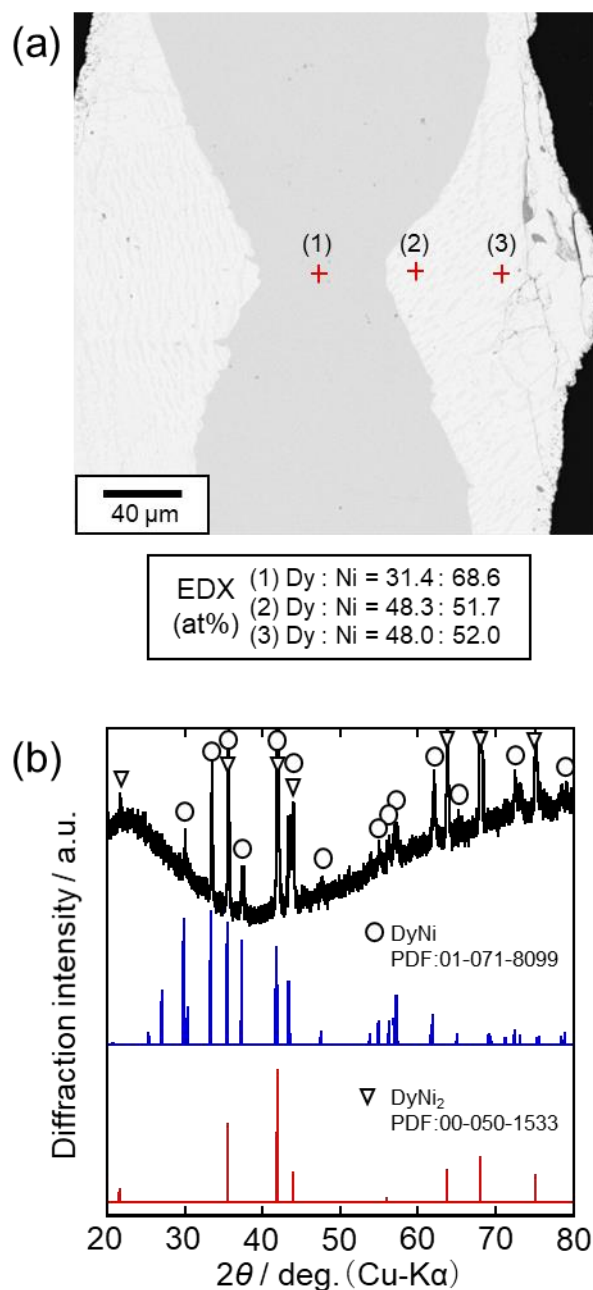 (a)
(1)
(2)
(3)
40 μm
EDX
(at%)
(1) Dy : Ni = 31.4 : 68.6
(2) Dy : Ni = 48.3 : 51.7
(3) Dy : Ni = 48.0 : 52.0
(b)
Diffraction intensity / a.u.
DyNi
PDF:01-071-8099
DyNi₂
PDF:00-050-1533
20 30 40 50 60 70 80
2θ / deg. (Cu-Kα)